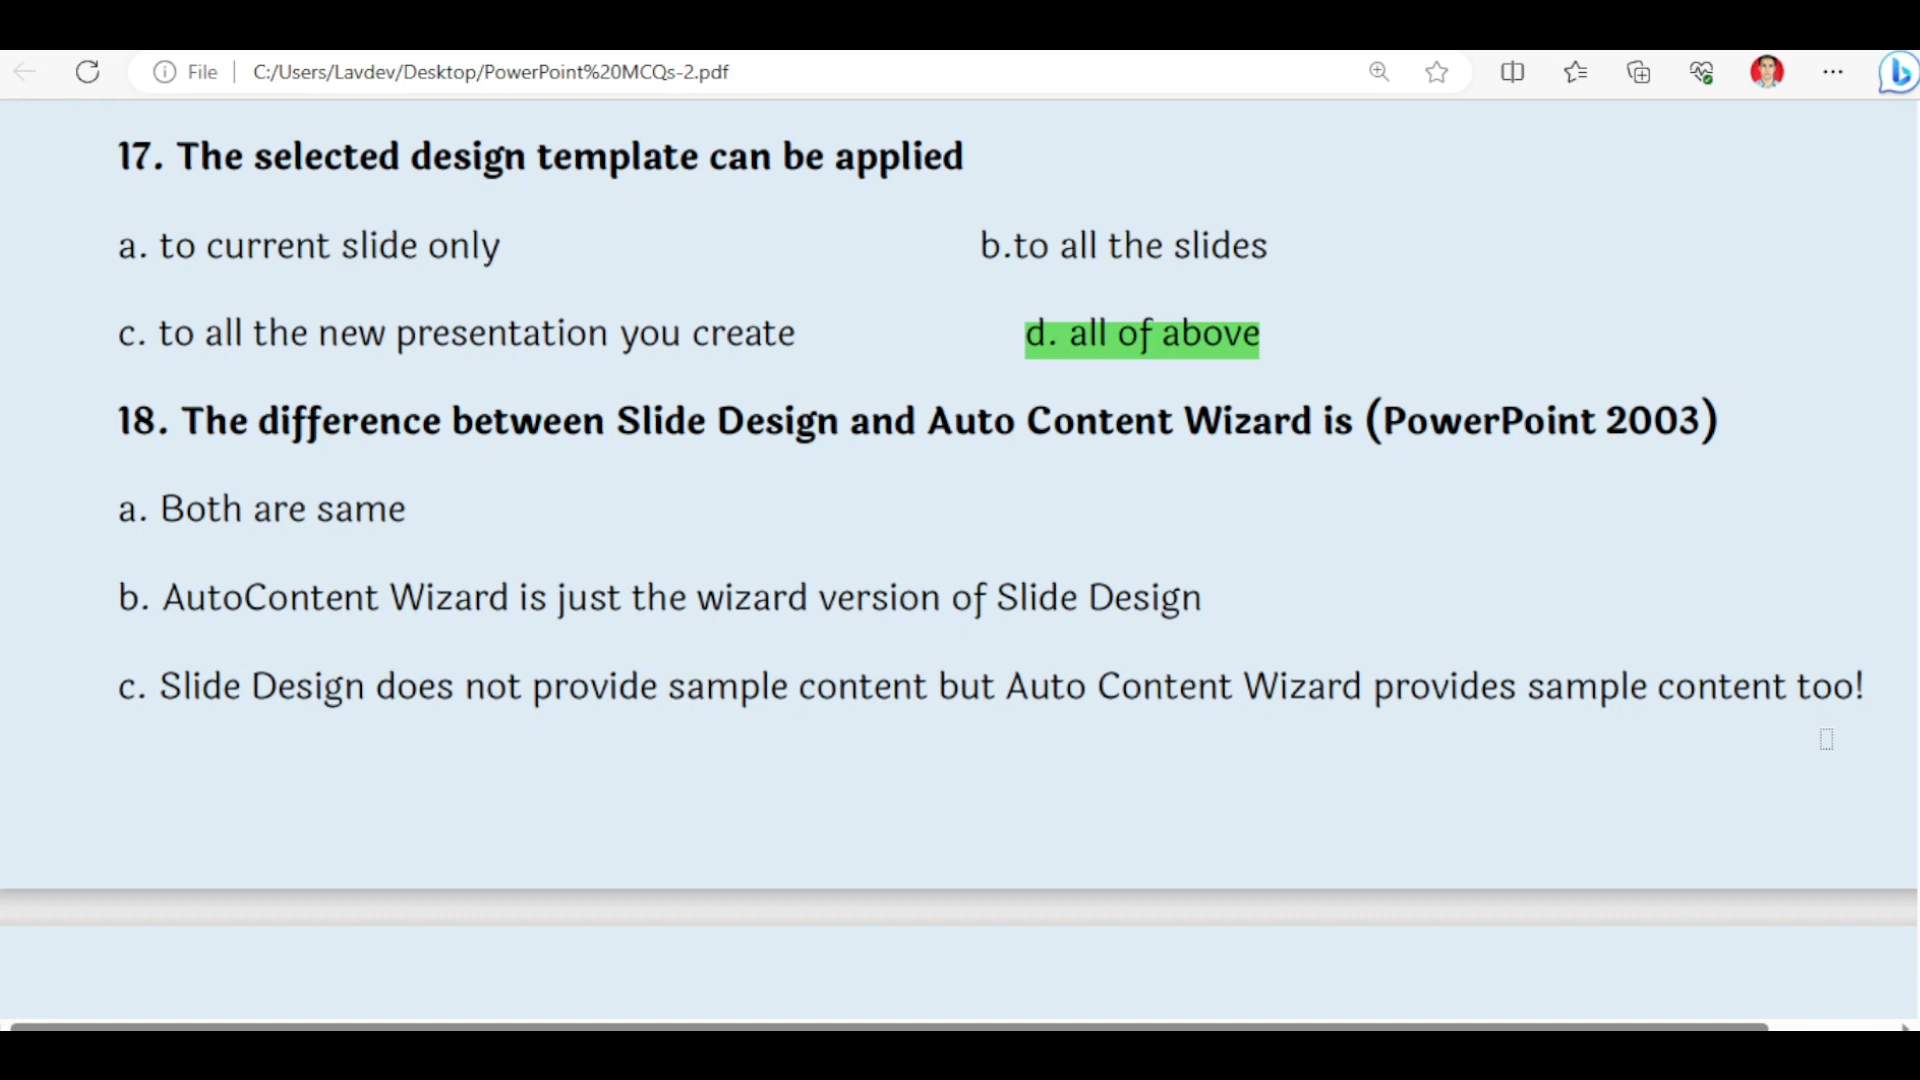 File C:/Users/Lavdev/Desktop/PowerPoint%20MCQs-2.pdf
17. The selected design template can be applied
a. to current slide only b.to all the slides
c. to all the new presentation you create d. all of above
18. The difference between Slide Design and Auto Content Wizard is (PowerPoint 2003)
a. Both are same
b. AutoContent Wizard is just the wizard version of Slide Design
c. Slide Design does not provide sample content but Auto Content Wizard provides sample content too!